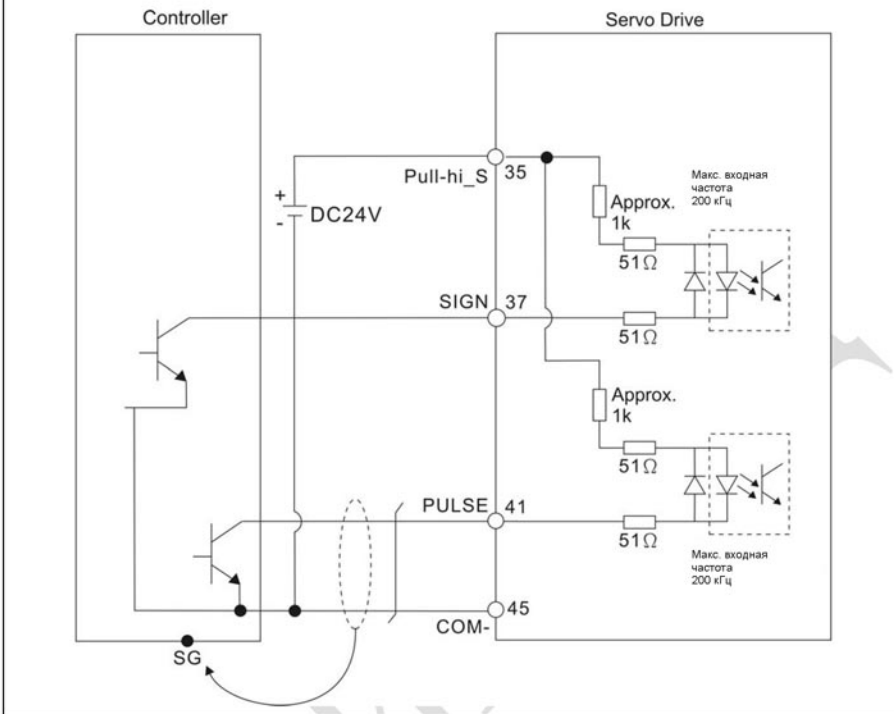 Controller
Servo Drive
Pull-hi_S
35
+
-
DC24V
Approx.
1k
51Ω
Макс. входная
частота
200 кГц
SIGN
37
51Ω
Approx.
1k
51Ω
PULSE
41
51Ω
Макс. входная
частота
200 кГц
45
COM-
SG